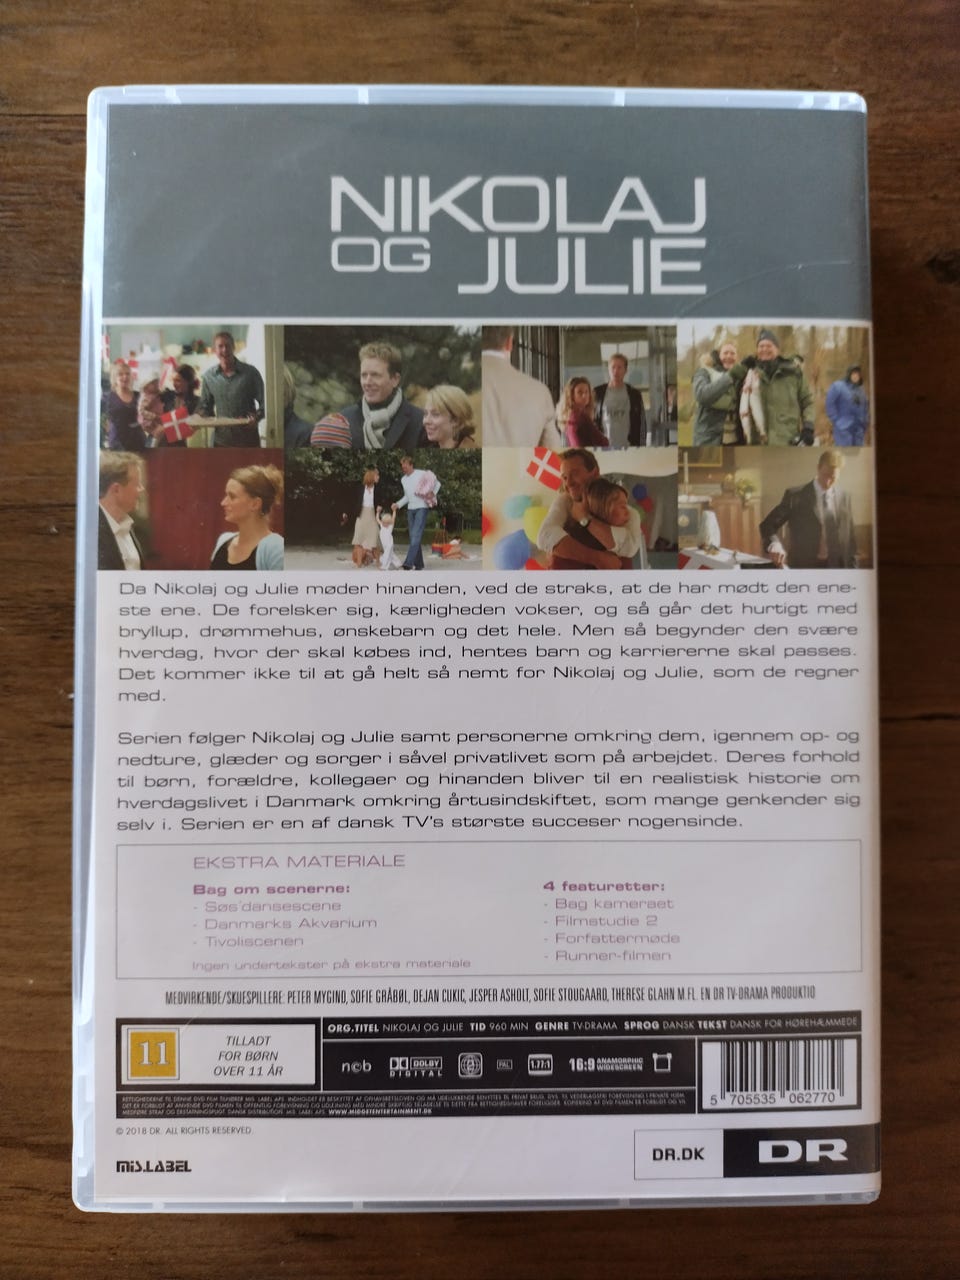 NIKOLAJ
OG JULIE
Da Nikolaj og Julie møder hinanden, ved de straks, at de har mødt den ene-
ste ene. De forelsker sig, kærligheden vokser, og så går det hurtigt med
bryllup, drømmehus, ønskebarn og det hele. Men så begynder den svære
hverdag, hvor der skal købes ind, hentes barn og karriererne skal passes.
Det kommer ikke til at gå helt så nemt for Nikolaj og Julie, som de regner
med.
Serien følger Nikolaj og Julie samt personerne omkring dem, igennem op- og
nedture, glæder og sorger i såvel privatlivet som på arbejdet. Deres forhold
til børn, forældre, kollegaer og hinanden bliver til en realistisk historie om
hverdagslivet i Danmark omkring årtusindskiftet, som mange genkender sig
selv i. Serien er en af dansk TV's største succeser nogensinde.
EKSTRA MATERIALE
Bag om scenerne:
- Søs'dansescene
- Danmarks Akvarium
- Tivoliscenen
Ingen undertekster på ekstra materiale
4 featuretter:
- Bag kameraet
- Filmstudie 2
- Forfattermøde
- Runner-filmen
MEDVIRKENDE/SKUESPILLERE: PETER MYGIND, SOFIE GRÅBØL, DEJAN CUKIC, JESPER ASHOLT, SOFIE STOUGAARD, THERESE GLAHN M.FL. EN DR TV-DRAMA PRODUKTIO
11
TILLADT
FOR BØRN
OVER 11 ÅR
ORG.TITEL NIKOLAJ OG JULIE TID 960 MIN GENRE TV-DRAMA SPROG DANSK TEKST DANSK FOR HØREHÆMMEDE
ncb
DOLBY
DIGITAL
2
PAL
1.77:1
16:9 ANAMORPHIC
WIDESCREEN
5 705535 062770
WWW.MIDGETENTERTAINMENT.DK
© 2018 DR. ALL RIGHTS RESERVED.
MIS.LABEL
DR.DK
DR